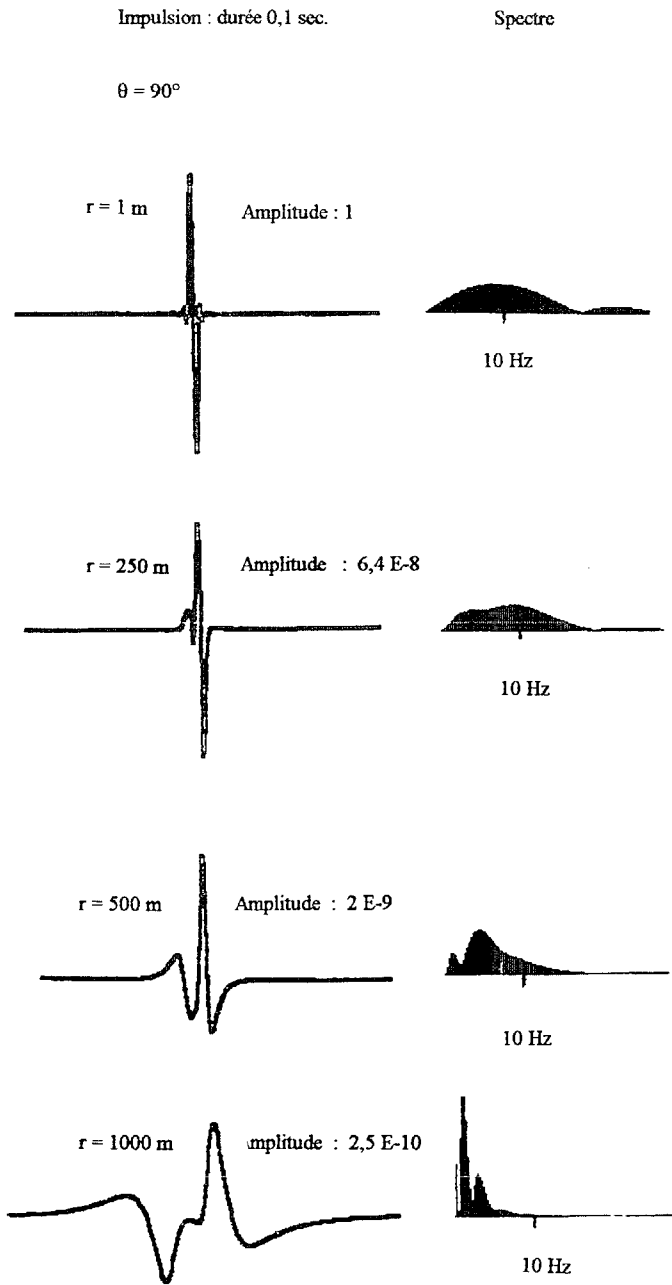 Impulsion : durée 0,1 sec. Spectre
θ = 90°
r = 1 m Amplitude : 1
10 Hz
r = 250 m Amplitude : 6,4 E-8
10 Hz
r = 500 m Amplitude : 2 E-9
10 Hz
r = 1000 m mplitude : 2,5 E-10
10 Hz